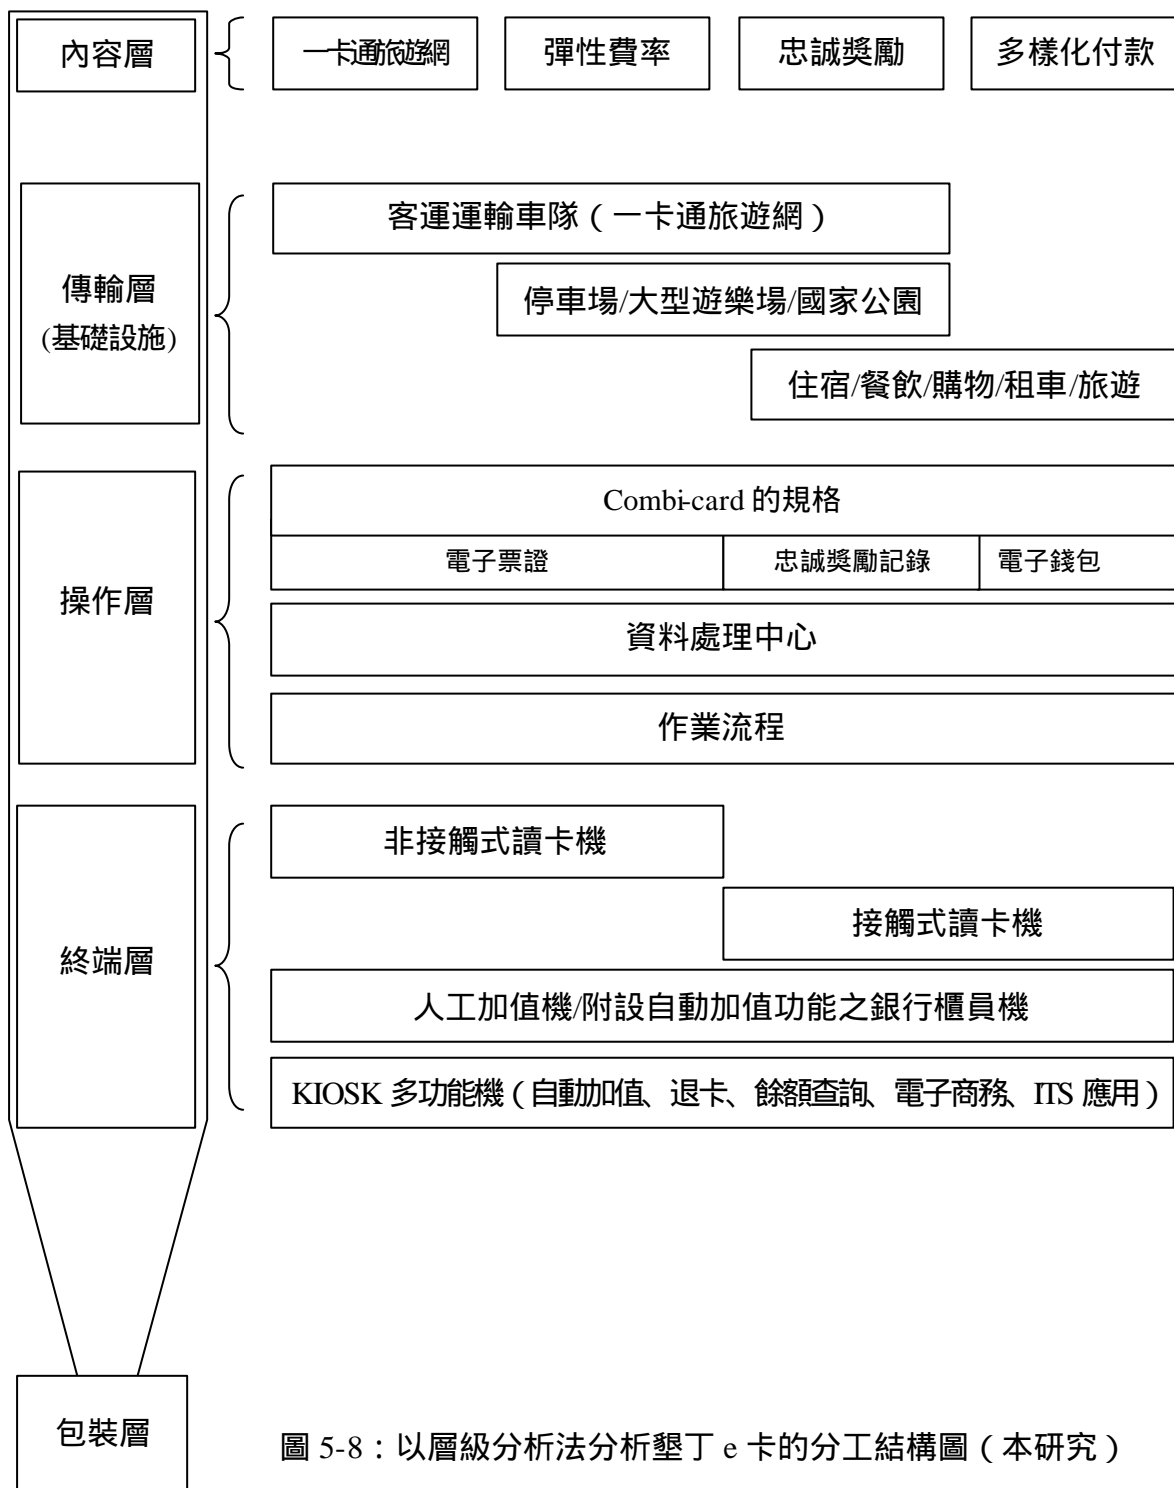 內容層
一卡通旅遊網
彈性費率
忠誠獎勵
多樣化付款
傳輸層
(基礎設施)
客運運輸車隊（一卡通旅遊網）
停車場/大型遊樂場/國家公園
住宿/餐飲/購物/租車/旅遊
操作層
Combi-card 的規格
電子票證
忠誠獎勵記錄
電子錢包
資料處理中心
作業流程
終端層
非接觸式讀卡機
接觸式讀卡機
人工加值機/附設自動加值功能之銀行櫃員機
KIOSK 多功能機（自動加值、退卡、餘額查詢、電子商務、ITS 應用）
包裝層
圖 5-8：以層級分析法分析墾丁 e 卡的分工結構圖（本研究）